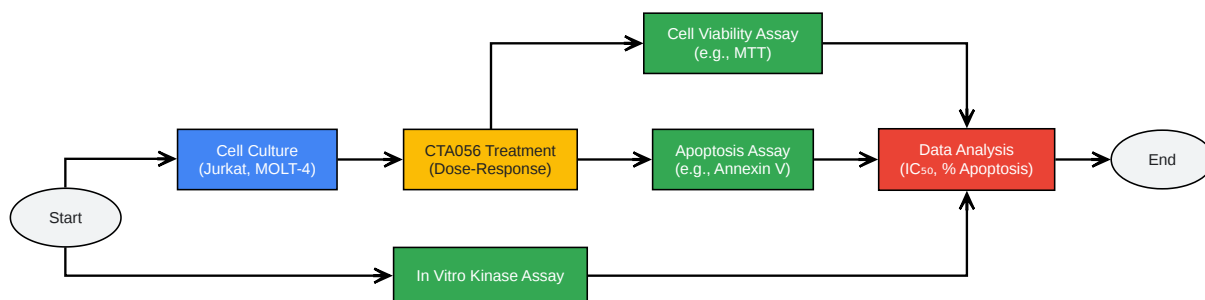 Start
Cell Culture
(Jurkat, MOLT-4)
CTA056 Treatment
(Dose-Response)
Cell Viability Assay
(e.g., MTT)
Apoptosis Assay
(e.g., Annexin V)
In Vitro Kinase Assay
Data Analysis
(IC₅₀, % Apoptosis)
End